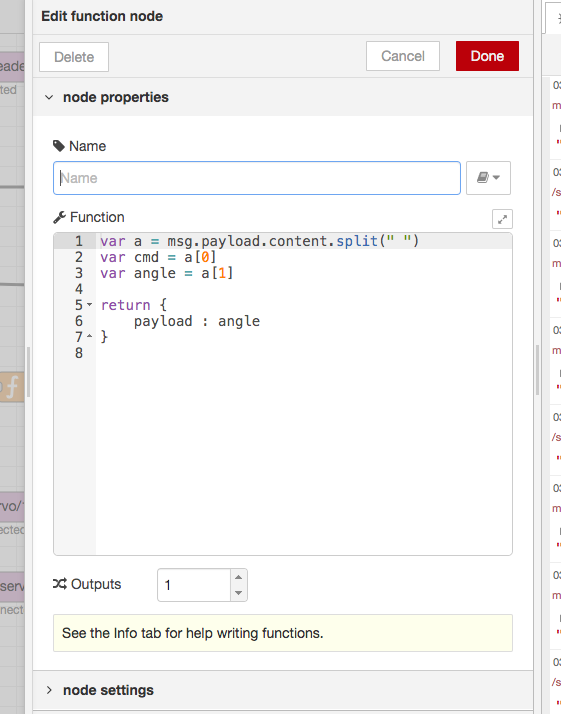 Edit function node
Delete
Cancel
Done
node properties
Name
Name
Function
1 var a = msg.payload.content.split(" ")
2 var cmd = a[0]
3 var angle = a[1]
4
5 return {
6 payload : angle
7 }
8
Outputs
1
See the Info tab for help writing functions.
node settings